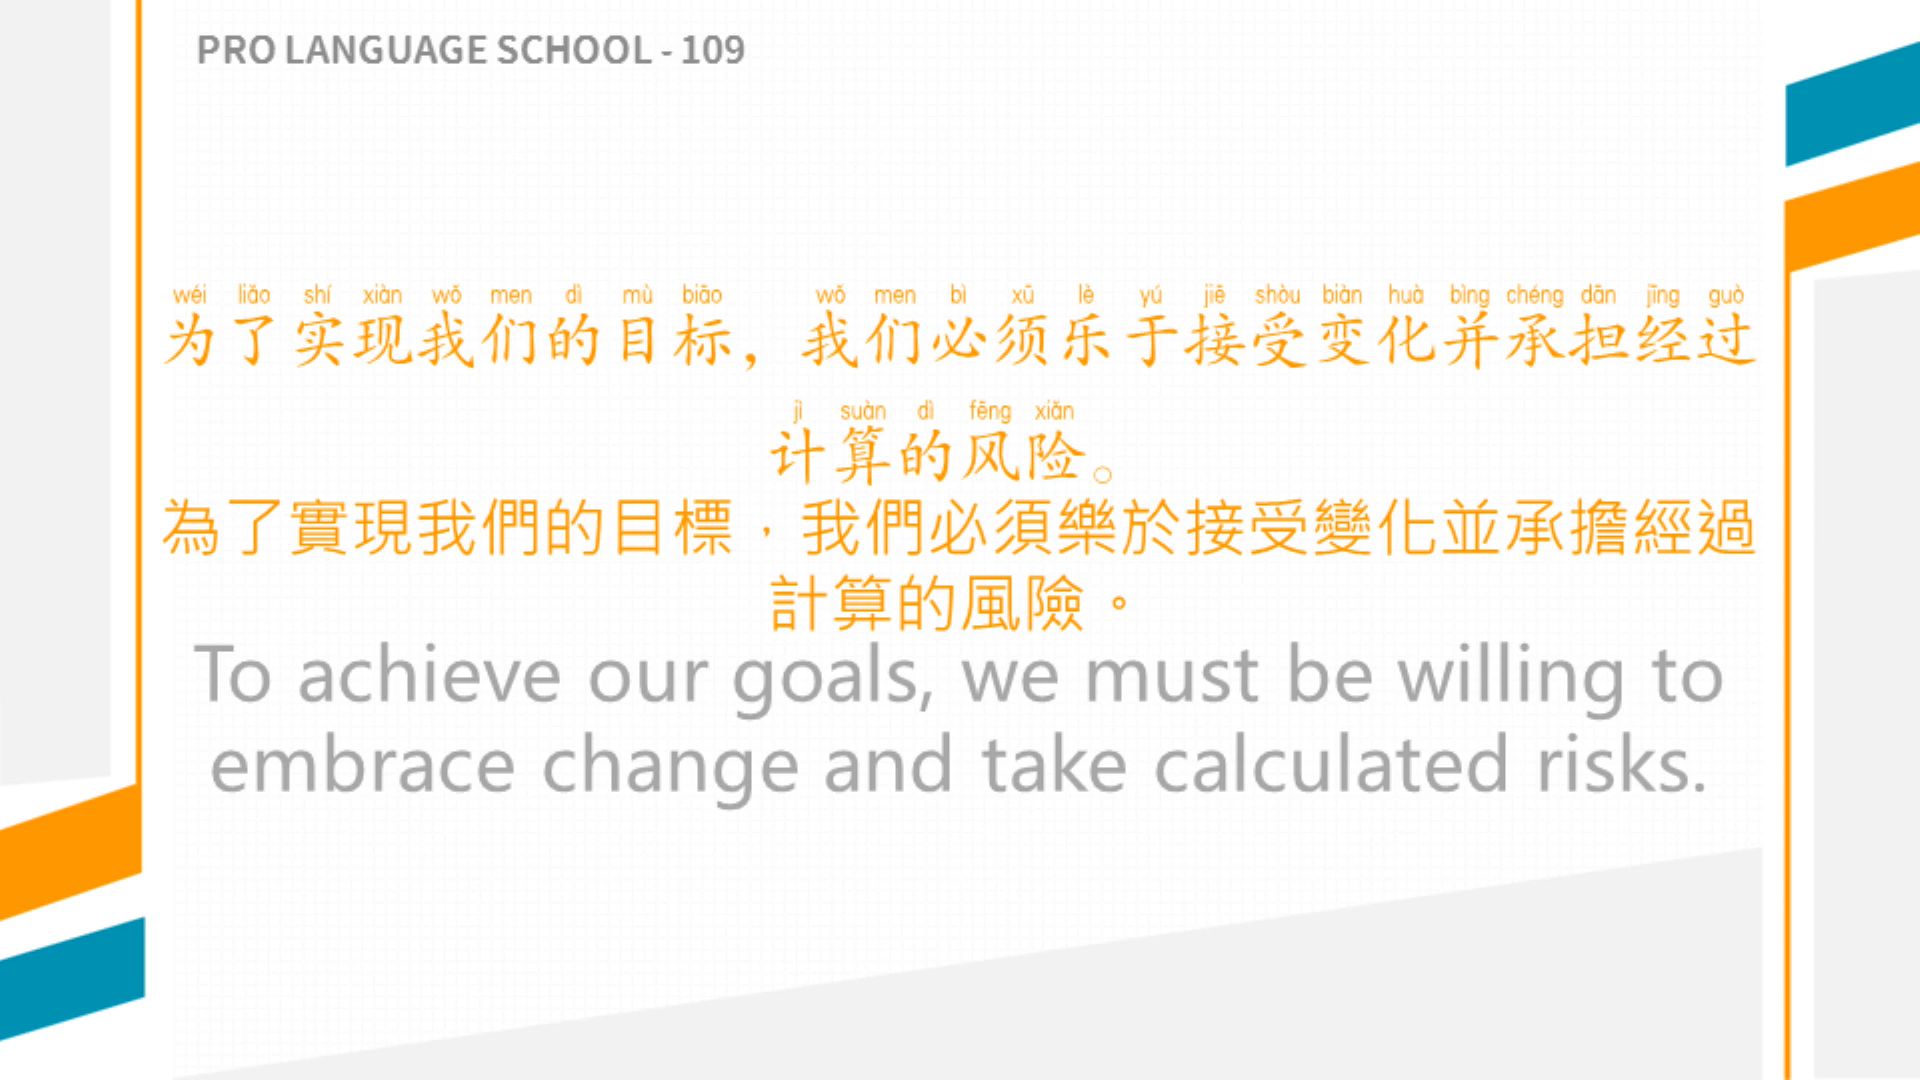 PRO LANGUAGE SCHOOL - 109
wéi liǎo shí xiàn wǒ men dì mù biāo wǒ men bì xū lè yú jiē shòu biàn huà bìng chéng dān jīng guò
为了实现我们的目标，我们必须乐于接受变化并承担经过
jì suàn dì fēng xiǎn
计算的风险。
為了實現我們的目標，我們必須樂於接受變化並承擔經過
計算的風險。
To achieve our goals, we must be willing to
embrace change and take calculated risks.